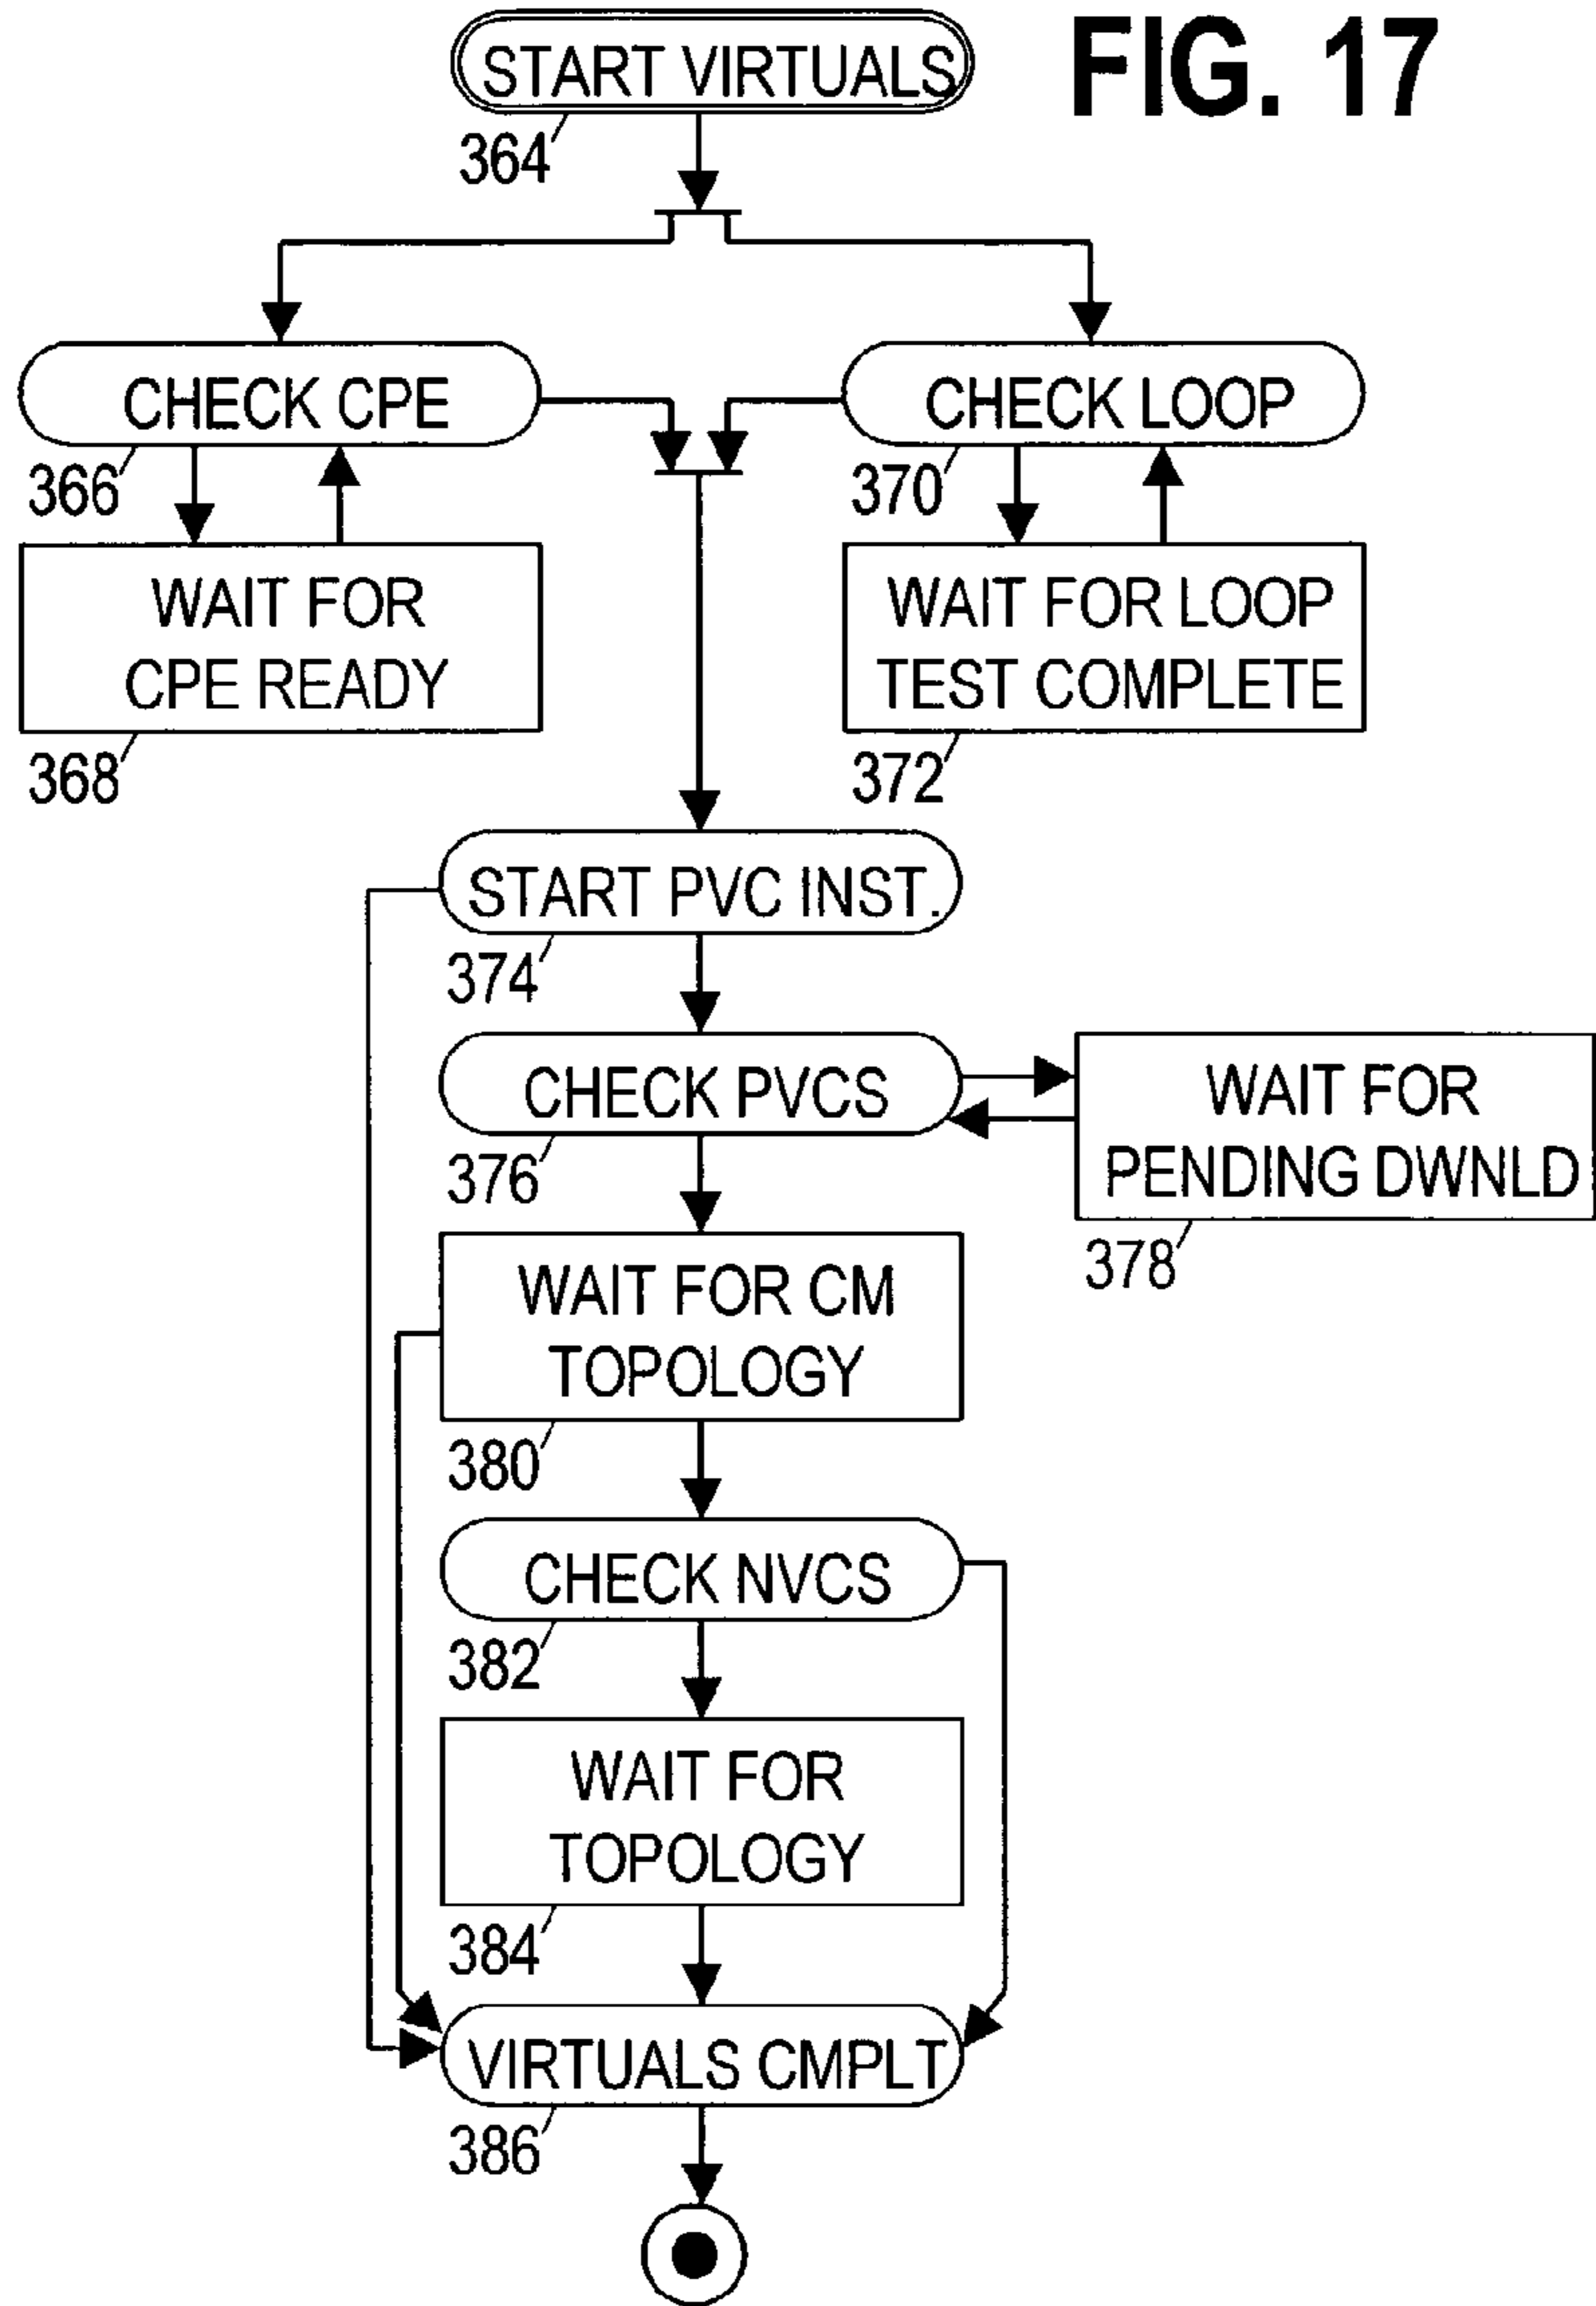 FIG. 17
START VIRTUALS
364
CHECK CPE
366
CHECK LOOP
370
WAIT FOR
CPE READY
368
WAIT FOR LOOP
TEST COMPLETE
372
START PVC INST.
374
CHECK PVCS
376
WAIT FOR
PENDING DWNLD
378
WAIT FOR CM
TOPOLOGY
380
CHECK NVCS
382
WAIT FOR
TOPOLOGY
384
VIRTUALS CMPLT
386